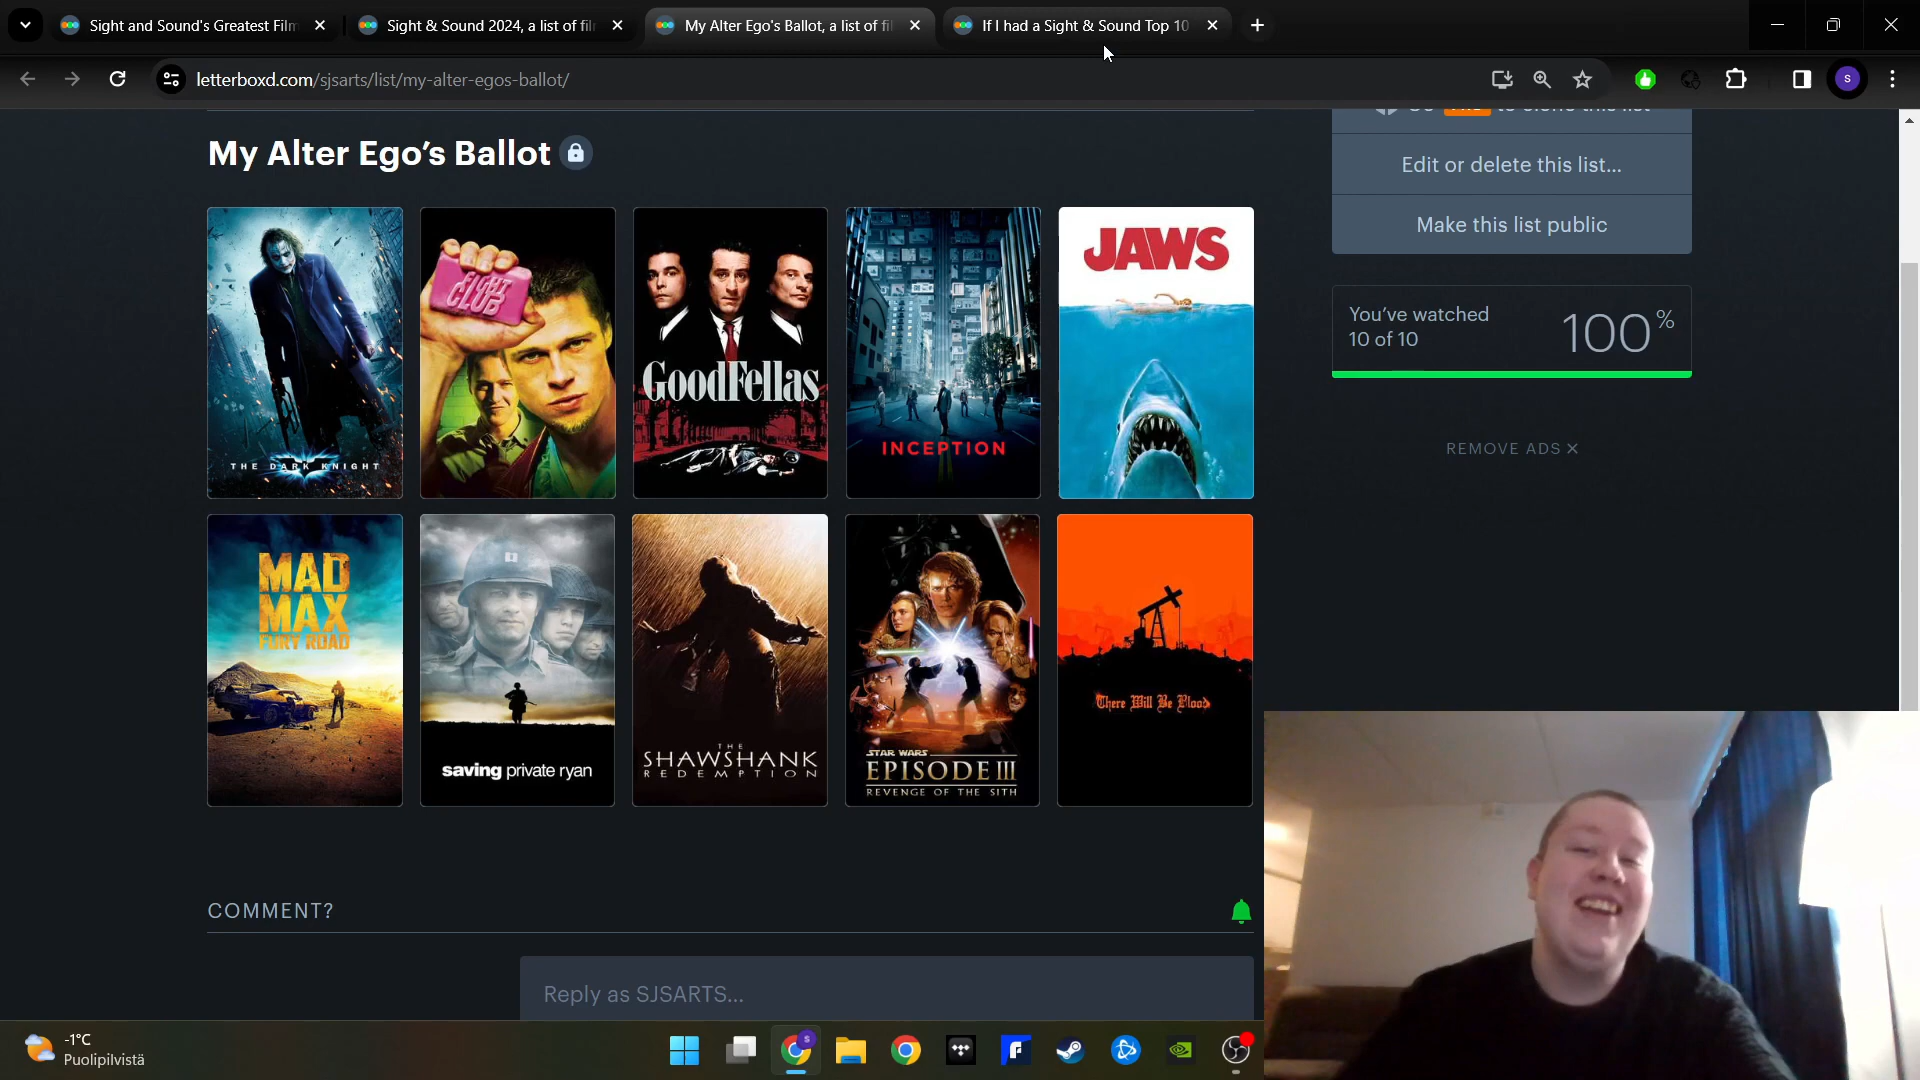 Sight and Sound's Greatest Film
Sight & Sound 2024, a list of fil
My Alter Ego's Ballot, a list of fi
If I had a Sight & Sound Top 10
letterboxd.com/sjsarts/list/my-alter-egos-ballot/
S
My Alter Ego’s Ballot
Edit or delete this list...
Make this list public
You've watched
10 of 10
100%
REMOVE ADS
THE DARK KNIGHT
FIGHT CLUB
GoodFellas
INCEPTION
JAWS
MAD
MAX
FURY ROAD
saving private ryan
THE
SHAWSHANK
REDEMPTION
STAR WARS
EPISODE III
REVENGE OF THE SITH
There Will Be Blood
COMMENT?
Reply as SJSARTS...
-1°C
Puolipilvistä